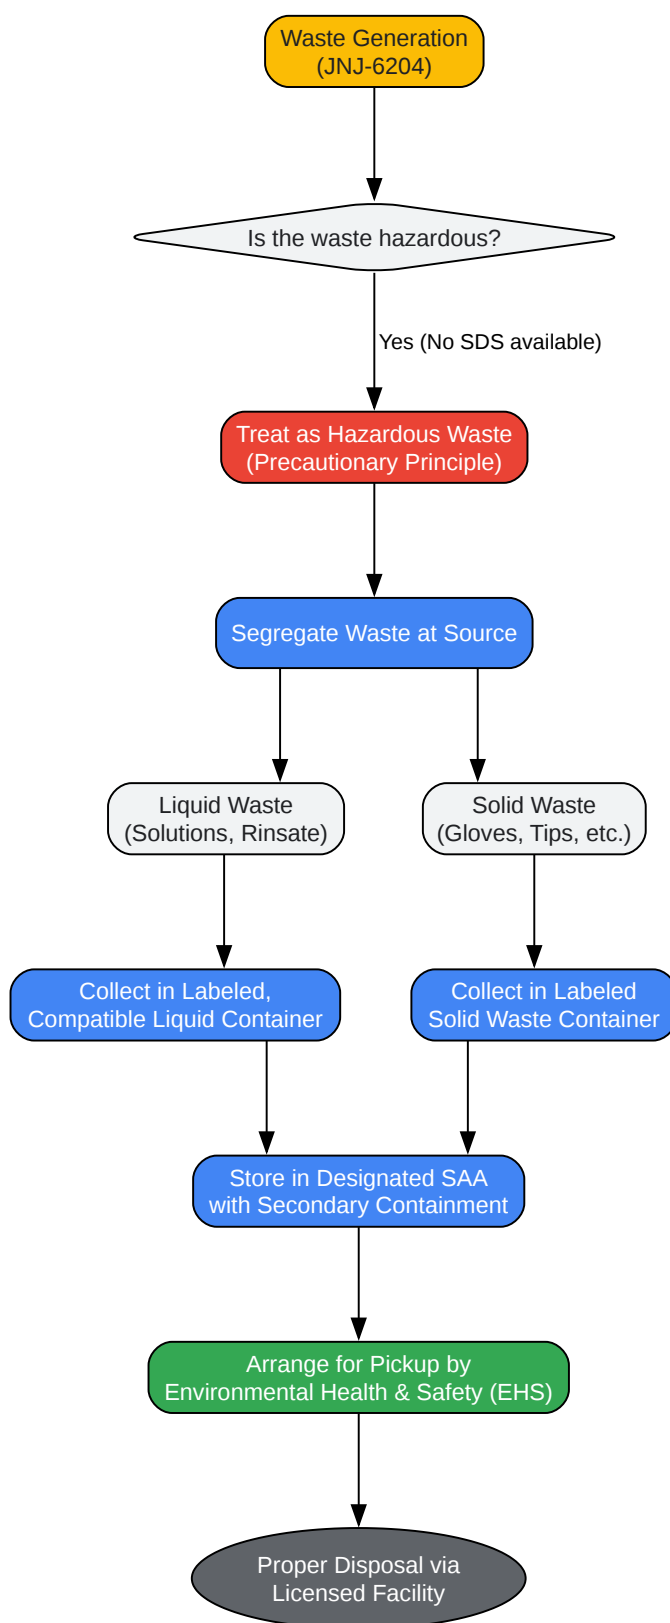 Waste Generation
(JNJ-6204)
Is the waste hazardous?
Yes (No SDS available)
Treat as Hazardous Waste
(Precautionary Principle)
Segregate Waste at Source
Liquid Waste
(Solutions, Rinsate)
Solid Waste
(Gloves, Tips, etc.)
Collect in Labeled,
Compatible Liquid Container
Collect in Labeled
Solid Waste Container
Store in Designated SAA
with Secondary Containment
Arrange for Pickup by
Environmental Health & Safety (EHS)
Proper Disposal via
Licensed Facility